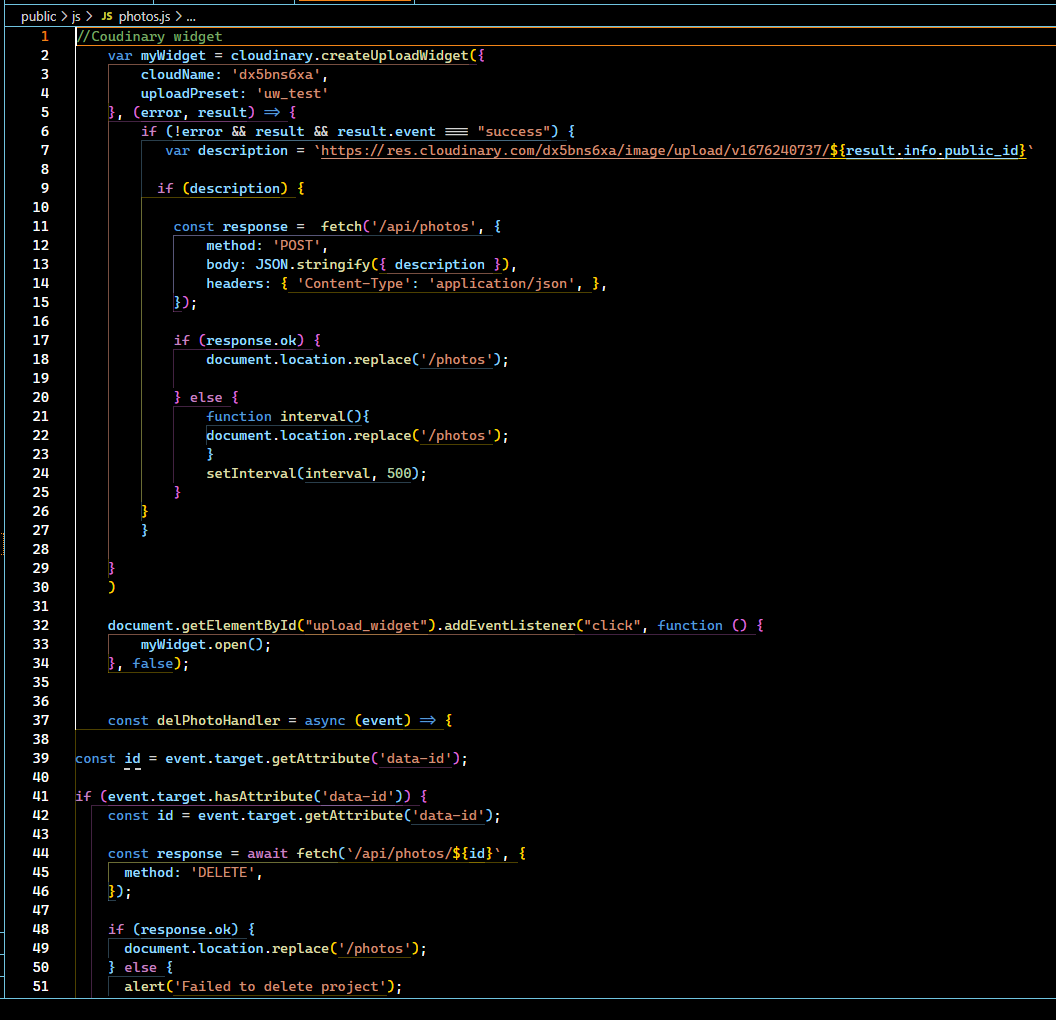 public > js > JS photos.js > ...
1 //Coudinary widget
2     var myWidget = cloudinary.createUploadWidget({
3         cloudName: 'dx5bns6xa',
4         uploadPreset: 'uw_test'
5     }, (error, result) => {
6         if (!error && result && result.event === "success") {
7            var description = `https://res.cloudinary.com/dx5bns6xa/image/upload/v1676240737/${result.info.public_id}`
8
9           if (description) {
10
11             const response =  fetch('/api/photos', {
12                 method: 'POST',
13                 body: JSON.stringify({ description }),
14                 headers: { 'Content-Type': 'application/json', },
15             });
16
17             if (response.ok) {
18                 document.location.replace('/photos');
19
20             } else {
21                 function interval(){
22                 document.location.replace('/photos');
23                 }
24                 setInterval(interval, 500);
25             }
26         }
27         }
28
29     }
30     )
31
32     document.getElementById("upload_widget").addEventListener("click", function () {
33         myWidget.open();
34     }, false);
35
36
37     const delPhotoHandler = async (event) => {
38
39 const id = event.target.getAttribute('data-id');
40
41 if (event.target.hasAttribute('data-id')) {
42     const id = event.target.getAttribute('data-id');
43
44     const response = await fetch(`/api/photos/${id}`, {
45       method: 'DELETE',
46     });
47
48     if (response.ok) {
49       document.location.replace('/photos');
50     } else {
51       alert('Failed to delete project');